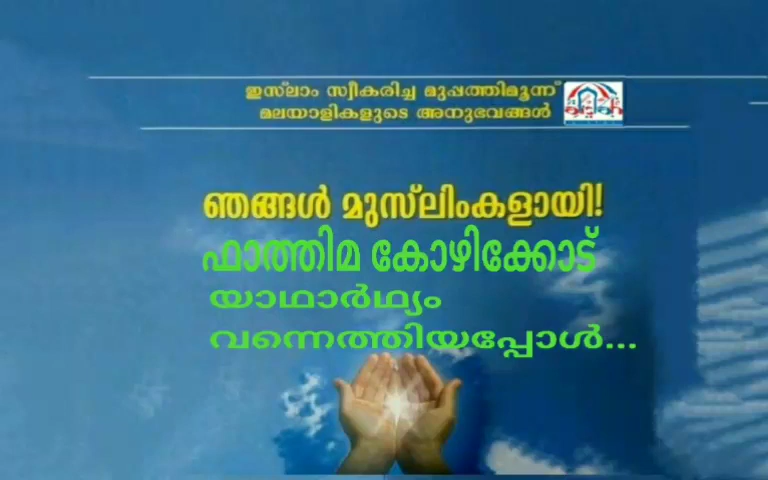 ഇസ്‌ലാം സ്വീകരിച്ച മുപ്പത്തിമൂന്ന്
മലയാളികളുടെ അനുഭവങ്ങൾ
ഞങ്ങൾ മുസ്‌ലിംകളായി!
ഫാത്തിമ കോഴിക്കോട്
യാഥാർഥ്യം
വന്നെത്തിയപ്പോൾ...